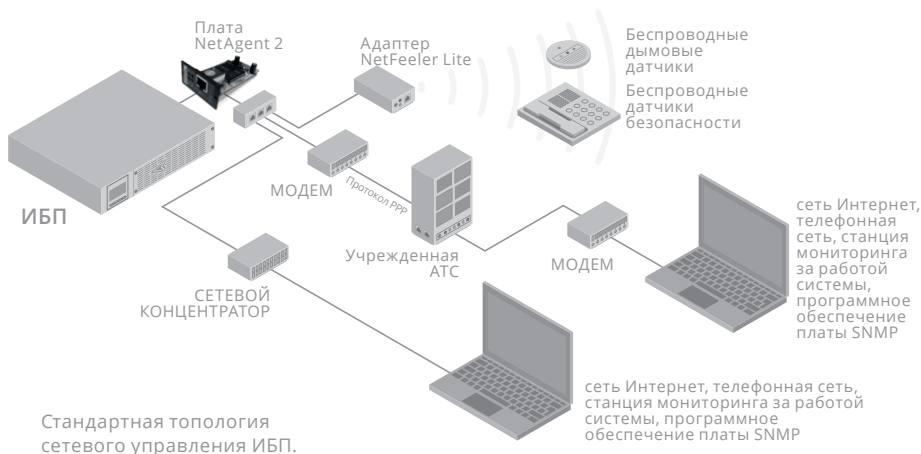 Плата
NetAgent 2
Адаптер
NetFeeler Lite
Беспроводные
дымовые
датчики
Беспроводные
датчики
безопасности
ИБП
МОДЕМ
Протокол PPP
Учрежденная
АТС
МОДЕМ
сеть Интернет,
телефонная
сеть, станция
мониторинга
за работой
системы,
программное
обеспечение
платы SNMP
СЕТЕВОЙ
КОНЦЕНТРАТОР
сеть Интернет, телефонная сеть,
станция мониторинга за работой
системы, программное
обеспечение платы SNMP
Стандартная топология
сетевого управления ИБП.